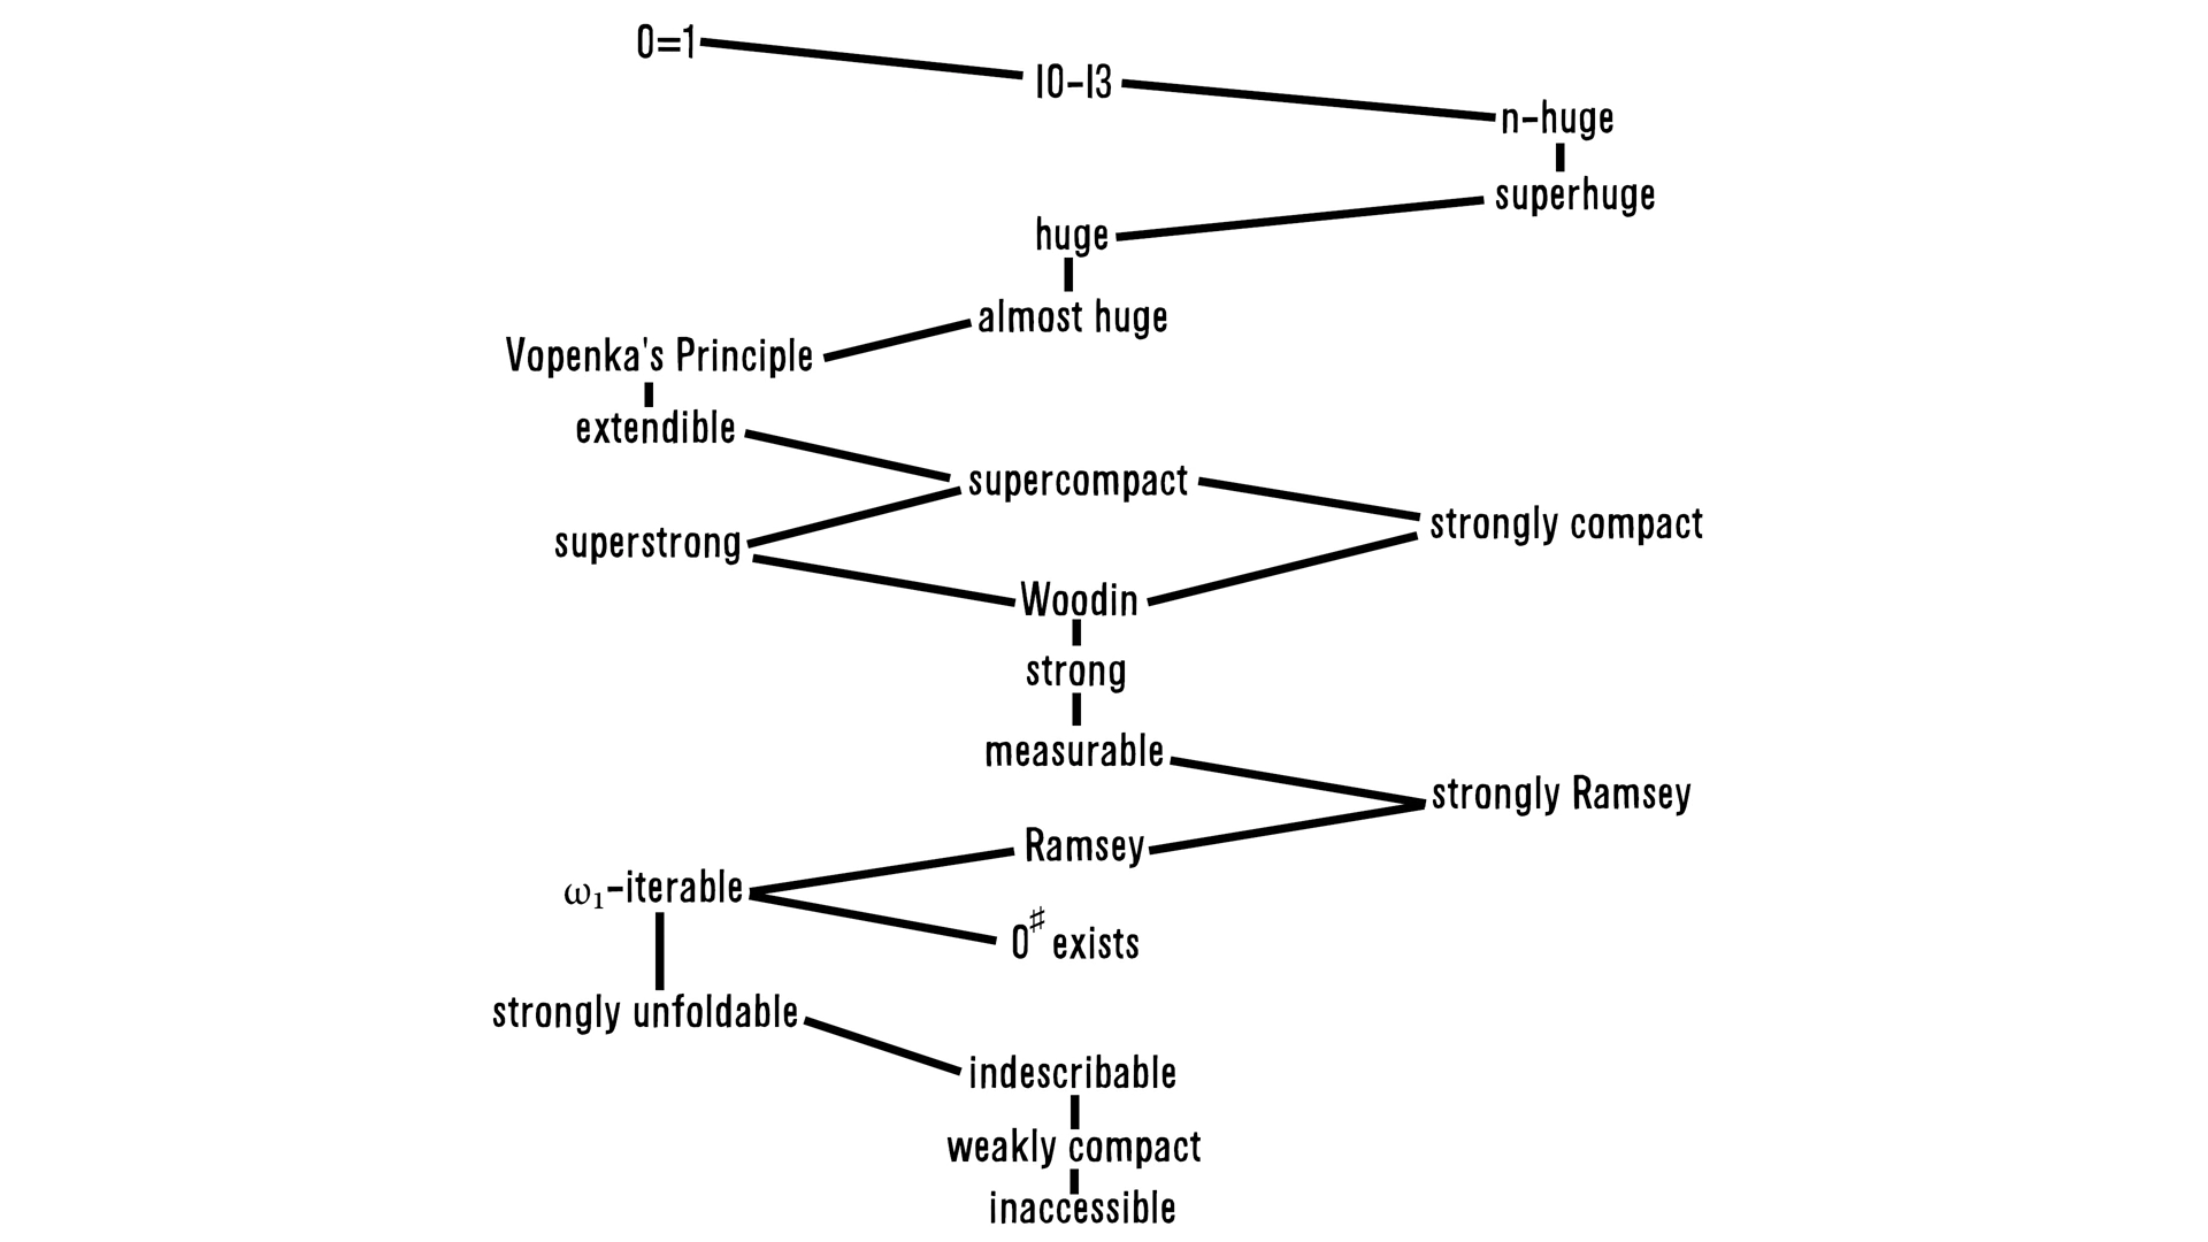 0=1
I0-I3
n-huge
superhuge
huge
almost huge
Vopenka's Principle
extendible
supercompact
strongly compact
superstrong
Woodin
strong
measurable
strongly Ramsey
Ramsey
ω₁-iterable
0^♯ exists
strongly unfoldable
indescribable
weakly compact
inaccessible